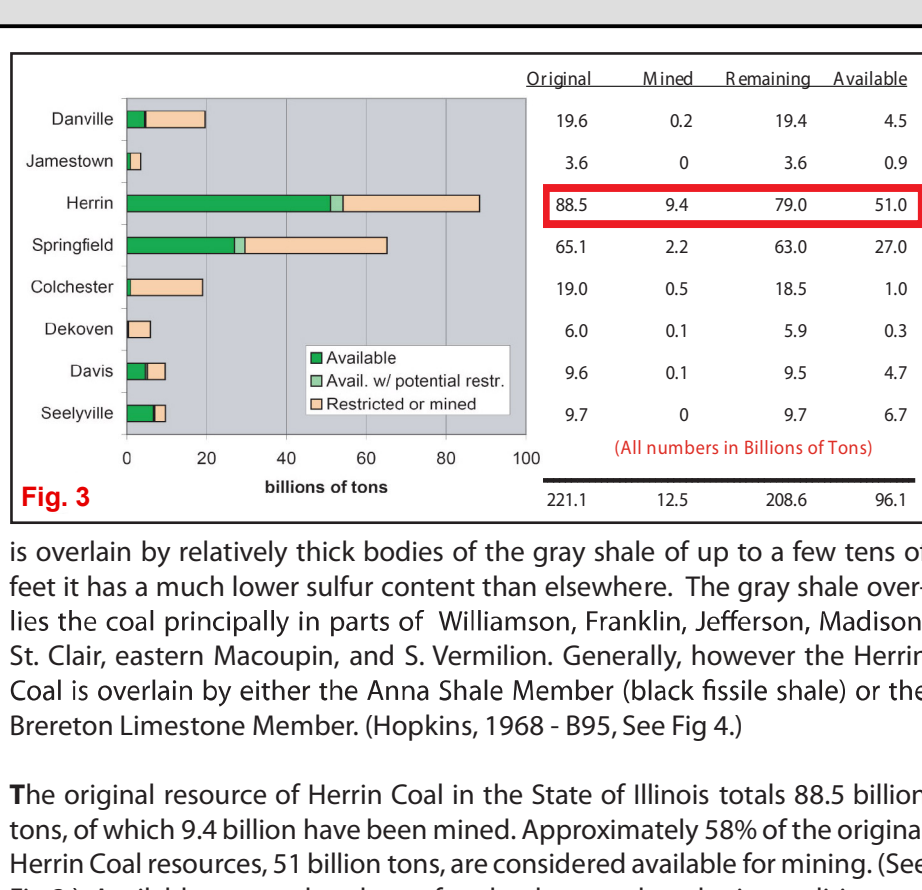 Original Mined Remaining Available
Danville 19.6 0.2 19.4 4.5
Jamestown 3.6 0 3.6 0.9
Herrin 88.5 9.4 79.0 51.0
Springfield 65.1 2.2 63.0 27.0
Colchester 19.0 0.5 18.5 1.0
Dekoven 6.0 0.1 5.9 0.3
Davis 9.6 0.1 9.5 4.7
Seelyville 9.7 0 9.7 6.7
Available
Avail. w/ potential restr.
Restricted or mined
0 20 40 60 80 100
billions of tons
(All numbers in Billions of Tons)
Fig. 3
221.1 12.5 208.6 96.1
is overlain by relatively thick bodies of the gray shale of up to a few tens of
feet it has a much lower sulfur content than elsewhere. The gray shale over-
lies the coal principally in parts of Williamson, Franklin, Jefferson, Madison
St. Clair, eastern Macoupin, and S. Vermilion. Generally, however the Herrin
Coal is overlain by either the Anna Shale Member (black fissile shale) or the
Brereton Limestone Member. (Hopkins, 1968 - B95, See Fig 4.)
The original resource of Herrin Coal in the State of Illinois totals 88.5 billion
tons, of which 9.4 billion have been mined. Approximately 58% of the origina
Herrin Coal resources, 51 billion tons, are considered available for mining. (See